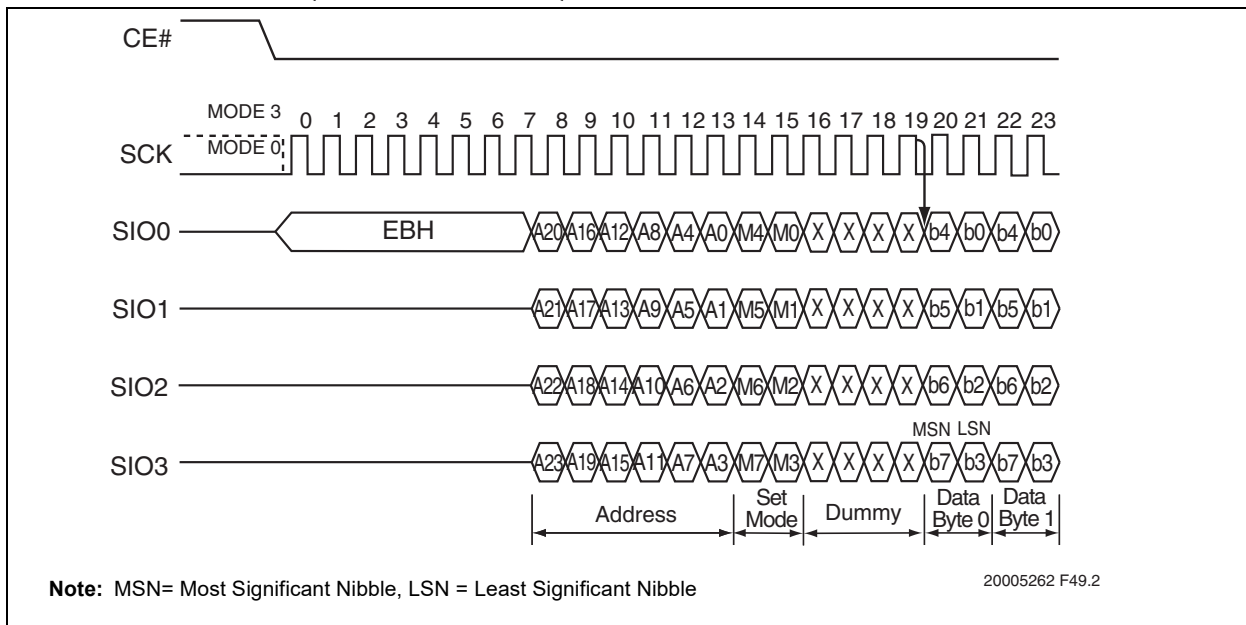 CE#
MODE 3
0 1 2 3 4 5 6 7 8 9 10 11 12 13 14 15 16 17 18 19 20 21 22 23
SCK
MODE 0
SIO0 EBH A20 A16 A12 A8 A4 A0 M4 M0 X X X X b4 b0 b4 b0
SIO1 A21 A17 A13 A9 A5 A1 M5 M1 X X X X b5 b1 b5 b1
SIO2 A22 A18 A14 A10 A6 A2 M6 M2 X X X X b6 b2 b6 b2
MSN LSN
SIO3 A23 A19 A15 A11 A7 A3 M7 M3 X X X X b7 b3 b7 b3
Address
Set
Mode
Dummy
Data
Byte 0
Data
Byte 1
Note: MSN= Most Significant Nibble, LSN = Least Significant Nibble
20005262 F49.2